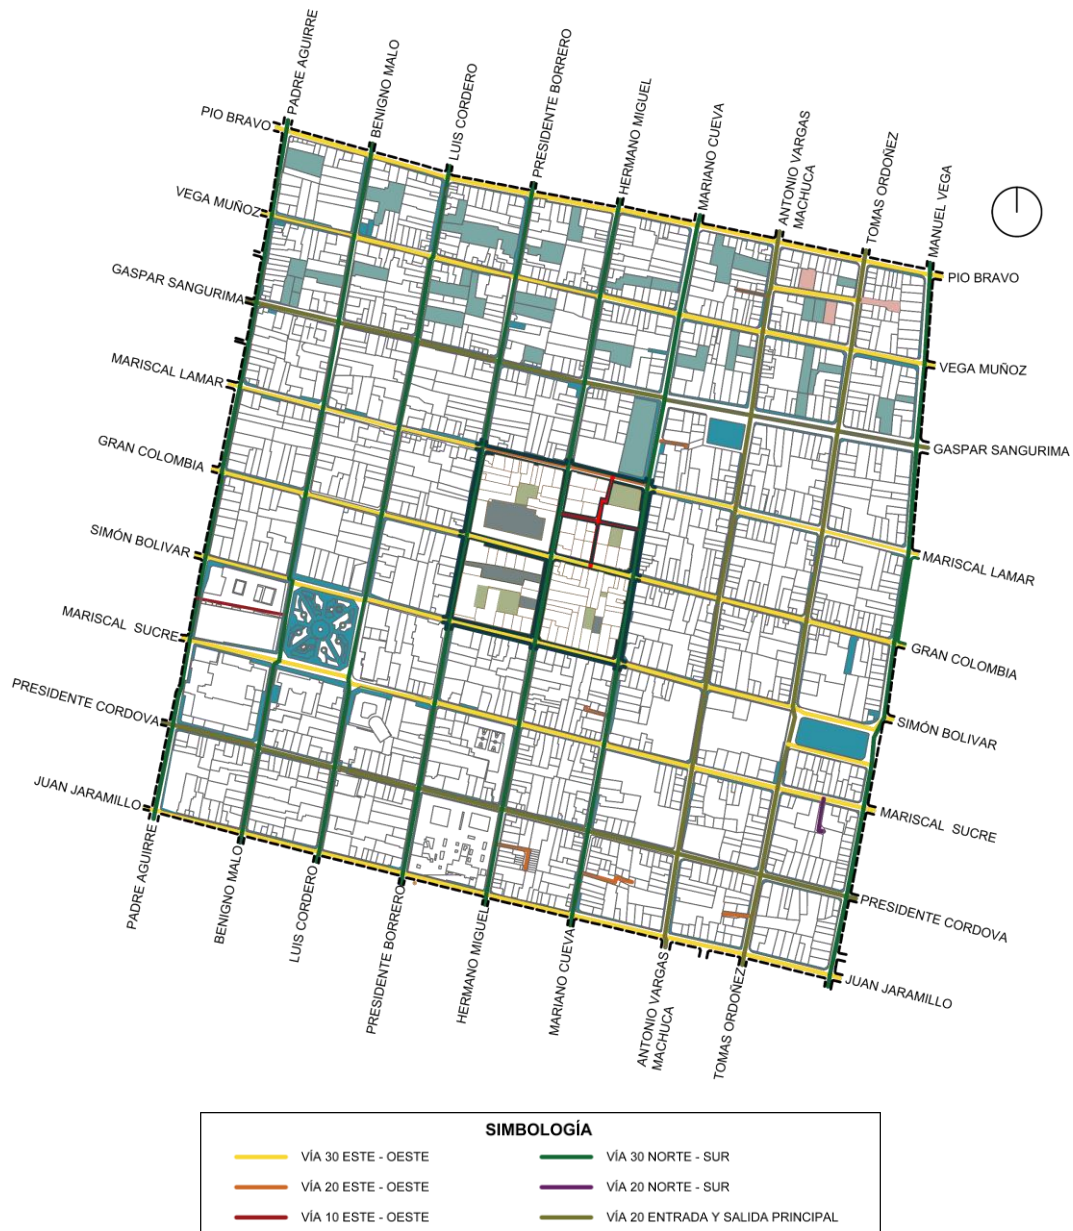 PADRE AGUIRRE
BENIGNO MALO
LUIS CORDERO
PRESIDENTE BORRERO
HERMANO MIGUEL
MARIANO CUEVA
ANTONIO VARGAS
MACHUCA
TOMAS ORDOÑEZ
MANUEL VEGA
PIO BRAVO
VEGA MUÑOZ
GASPAR SANGURIMA
MARISCAL LAMAR
GRAN COLOMBIA
SIMÓN BOLIVAR
MARISCAL SUCRE
PRESIDENTE CORDOVA
JUAN JARAMILLO
PIO BRAVO
VEGA MUÑOZ
GASPAR SANGURIMA
MARISCAL LAMAR
GRAN COLOMBIA
SIMÓN BOLIVAR
MARISCAL SUCRE
PRESIDENTE CORDOVA
JUAN JARAMILLO
PADRE AGUIRRE
BENIGNO MALO
LUIS CORDERO
PRESIDENTE BORRERO
HERMANO MIGUEL
MARIANO CUEVA
ANTONIO VARGAS
MACHUCA
TOMAS ORDOÑEZ
SIMBOLOGÍA
VÍA 30 ESTE - OESTE
VÍA 20 ESTE - OESTE
VÍA 10 ESTE - OESTE
VÍA 30 NORTE - SUR
VÍA 20 NORTE - SUR
VÍA 20 ENTRADA Y SALIDA PRINCIPAL